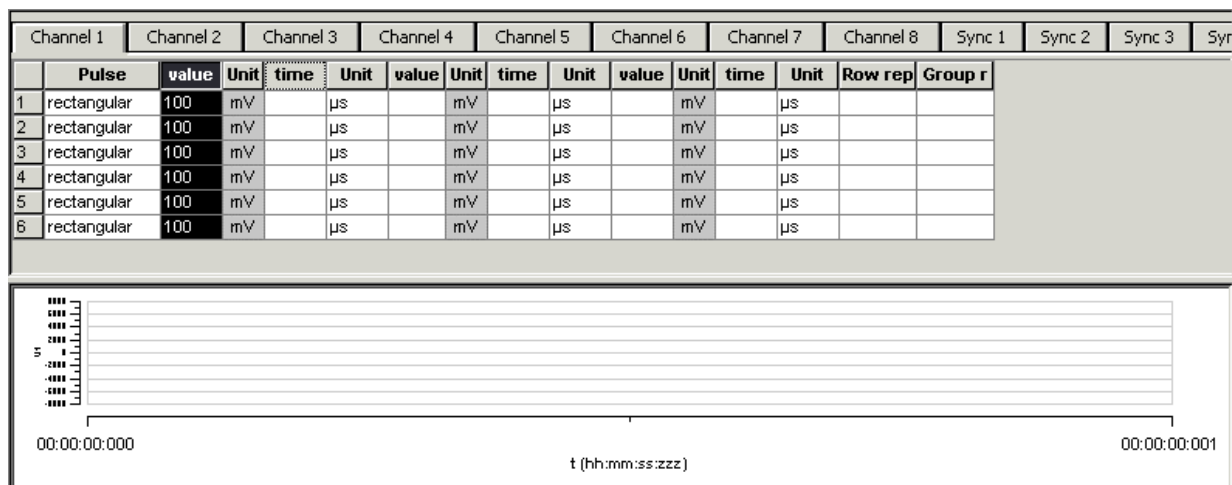 Channel 1 Channel 2 Channel 3 Channel 4 Channel 5 Channel 6 Channel 7 Channel 8 Sync 1 Sync 2 Sync 3 Syr
Pulse value Unit time Unit value Unit time Unit value Unit time Unit Row rep Group r
1 rectangular 100 mV µs mV µs mV µs
2 rectangular 100 mV µs mV µs mV µs
3 rectangular 100 mV µs mV µs mV µs
4 rectangular 100 mV µs mV µs mV µs
5 rectangular 100 mV µs mV µs mV µs
6 rectangular 100 mV µs mV µs mV µs
00:00:00:000 00:00:00:001
t (hh:mm:ss:zzz)